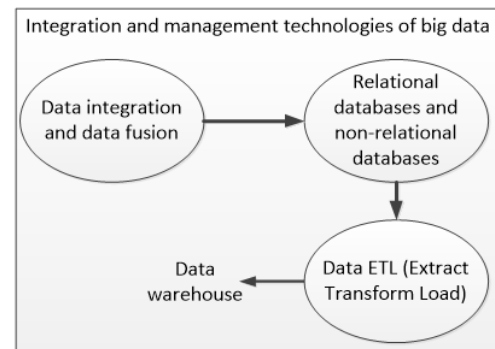 Integration and management technologies of big data
Data integration
and data fusion
Relational
databases and
non-relational
databases
Data ETL (Extract
Transform Load)
Data
warehouse